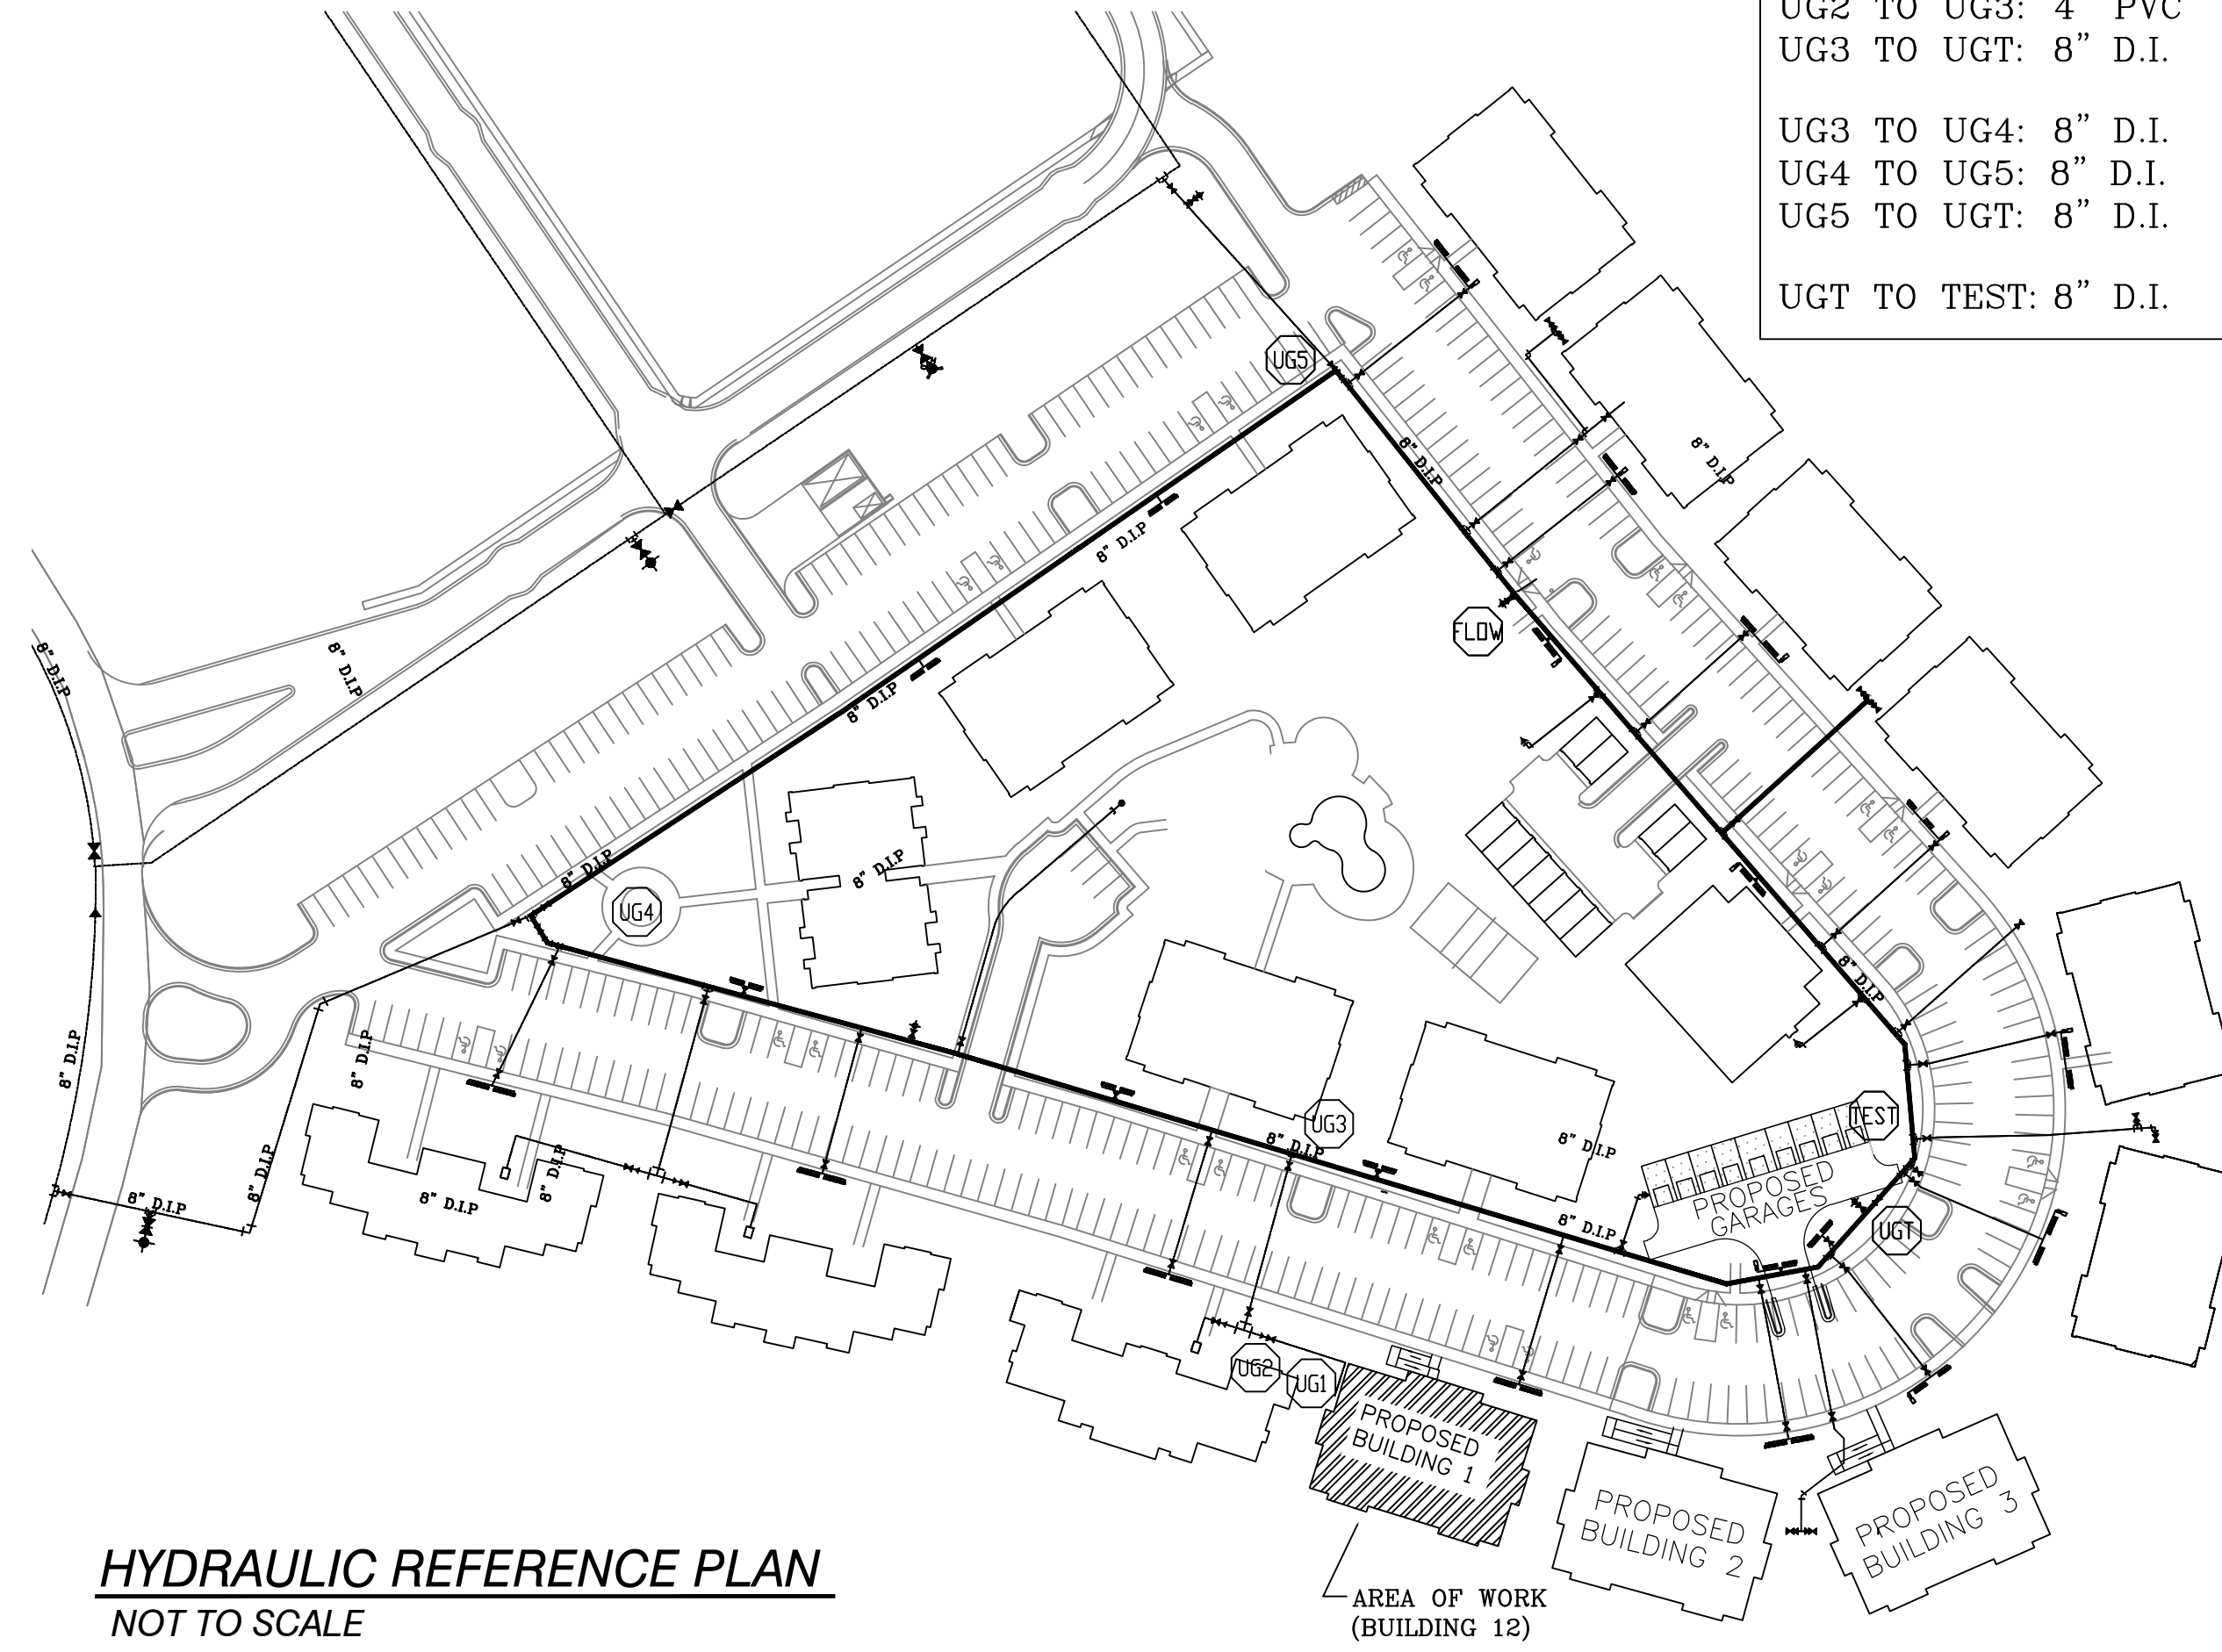 UG2 TO UG3: 4" PVC
UG3 TO UGT: 8" D.I.
UG3 TO UG4: 8" D.I.
UG4 TO UG5: 8" D.I.
UG5 TO UGT: 8" D.I.
UGT TO TEST: 8" D.I.
UG5
8" D.I.P
8" D.I.P
8" D.I.P
FLOW
8" D.I.P
8" D.I.P
8" D.I.P
8" D.I.P
8" D.I.P
UG4
8" D.I.P
8" D.I.P
8" D.I.P
TEST
UG3
8" D.I.P
8" D.I.P
8" D.I.P
8" D.I.P
8" D.I.P
8" D.I.P
PROPOSED
GARAGES
8" D.I.P
UGT
UG2
UG1
PROPOSED
BUILDING 1
PROPOSED
BUILDING 2
PROPOSED
BUILDING 3
HYDRAULIC REFERENCE PLAN
NOT TO SCALE
AREA OF WORK
(BUILDING 12)